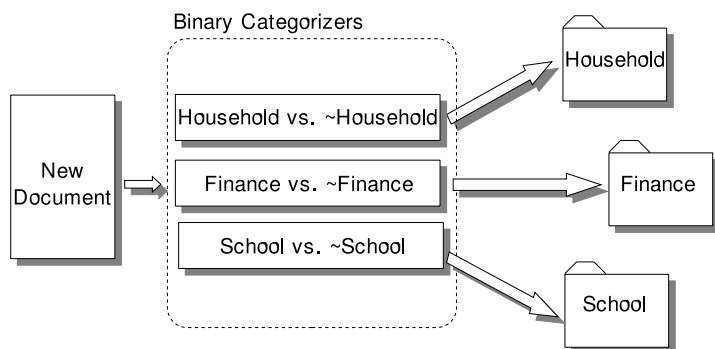 Binary Categorizers
Household
Household vs. ~Household
New
Document
Finance vs. ~Finance
Finance
School vs. ~School
School